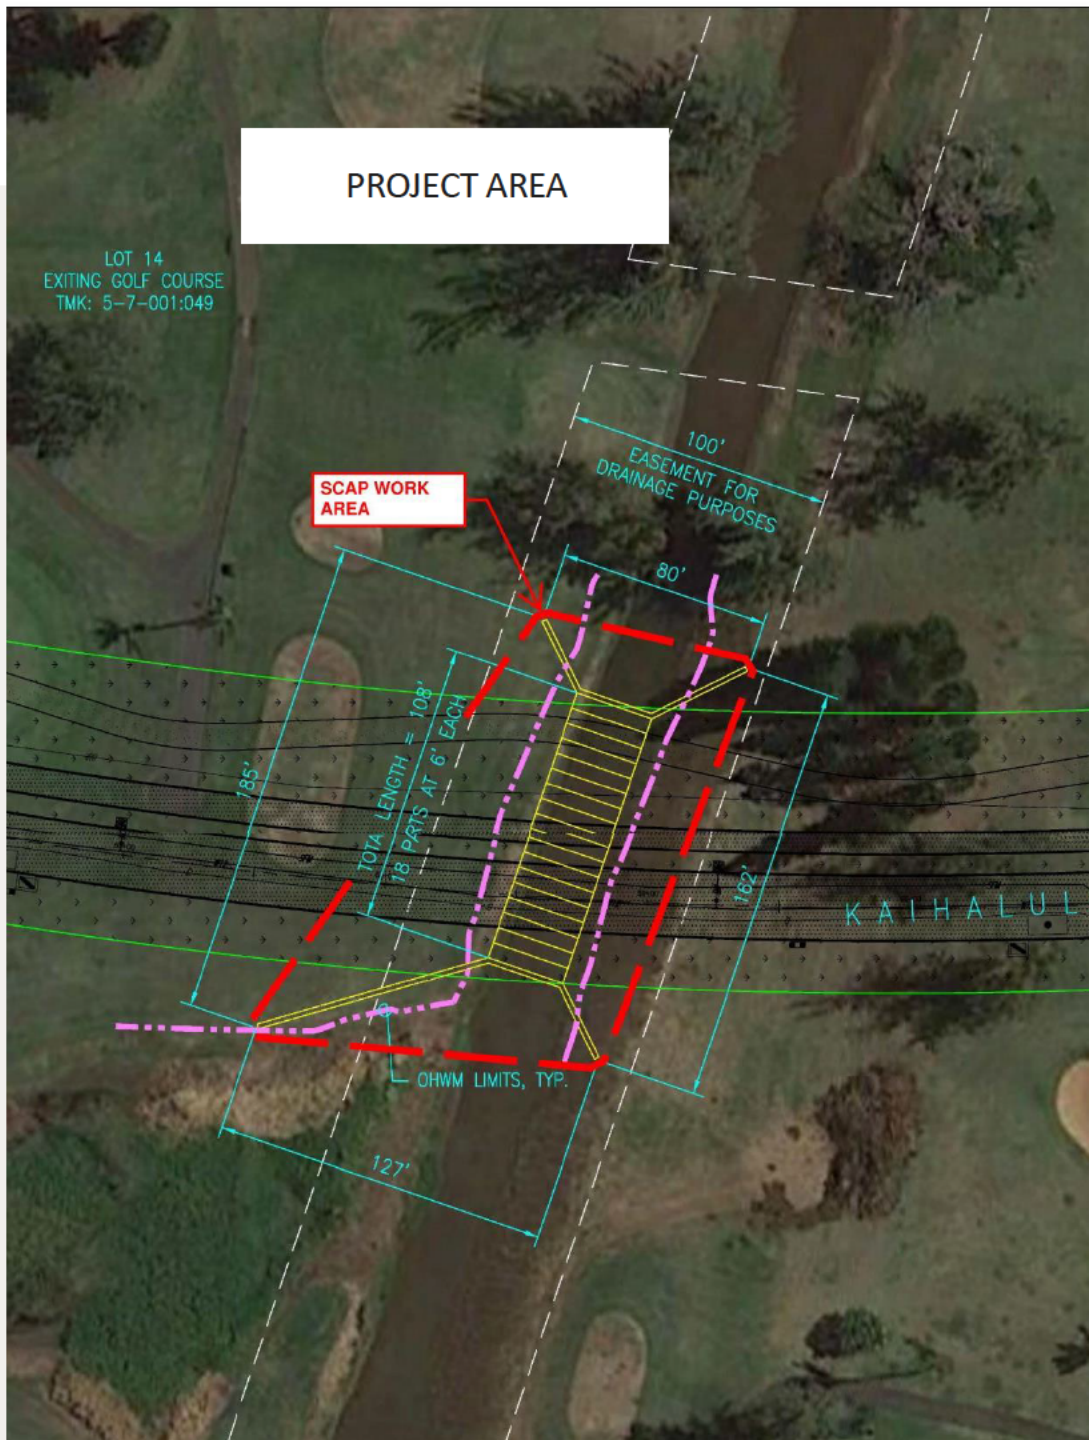 PROJECT AREA
LOT 14
EXITING GOLF COURSE
TMK: 5-7-001:049
100'
EASEMENT FOR
DRAINAGE PURPOSES
SCAP WORK
AREA
80'
185'
TOTA LENGTH = 108'
18 PARTS AT 6' EACH
162'
KAIHALUL
OHWM LIMITS, TYP.
127'